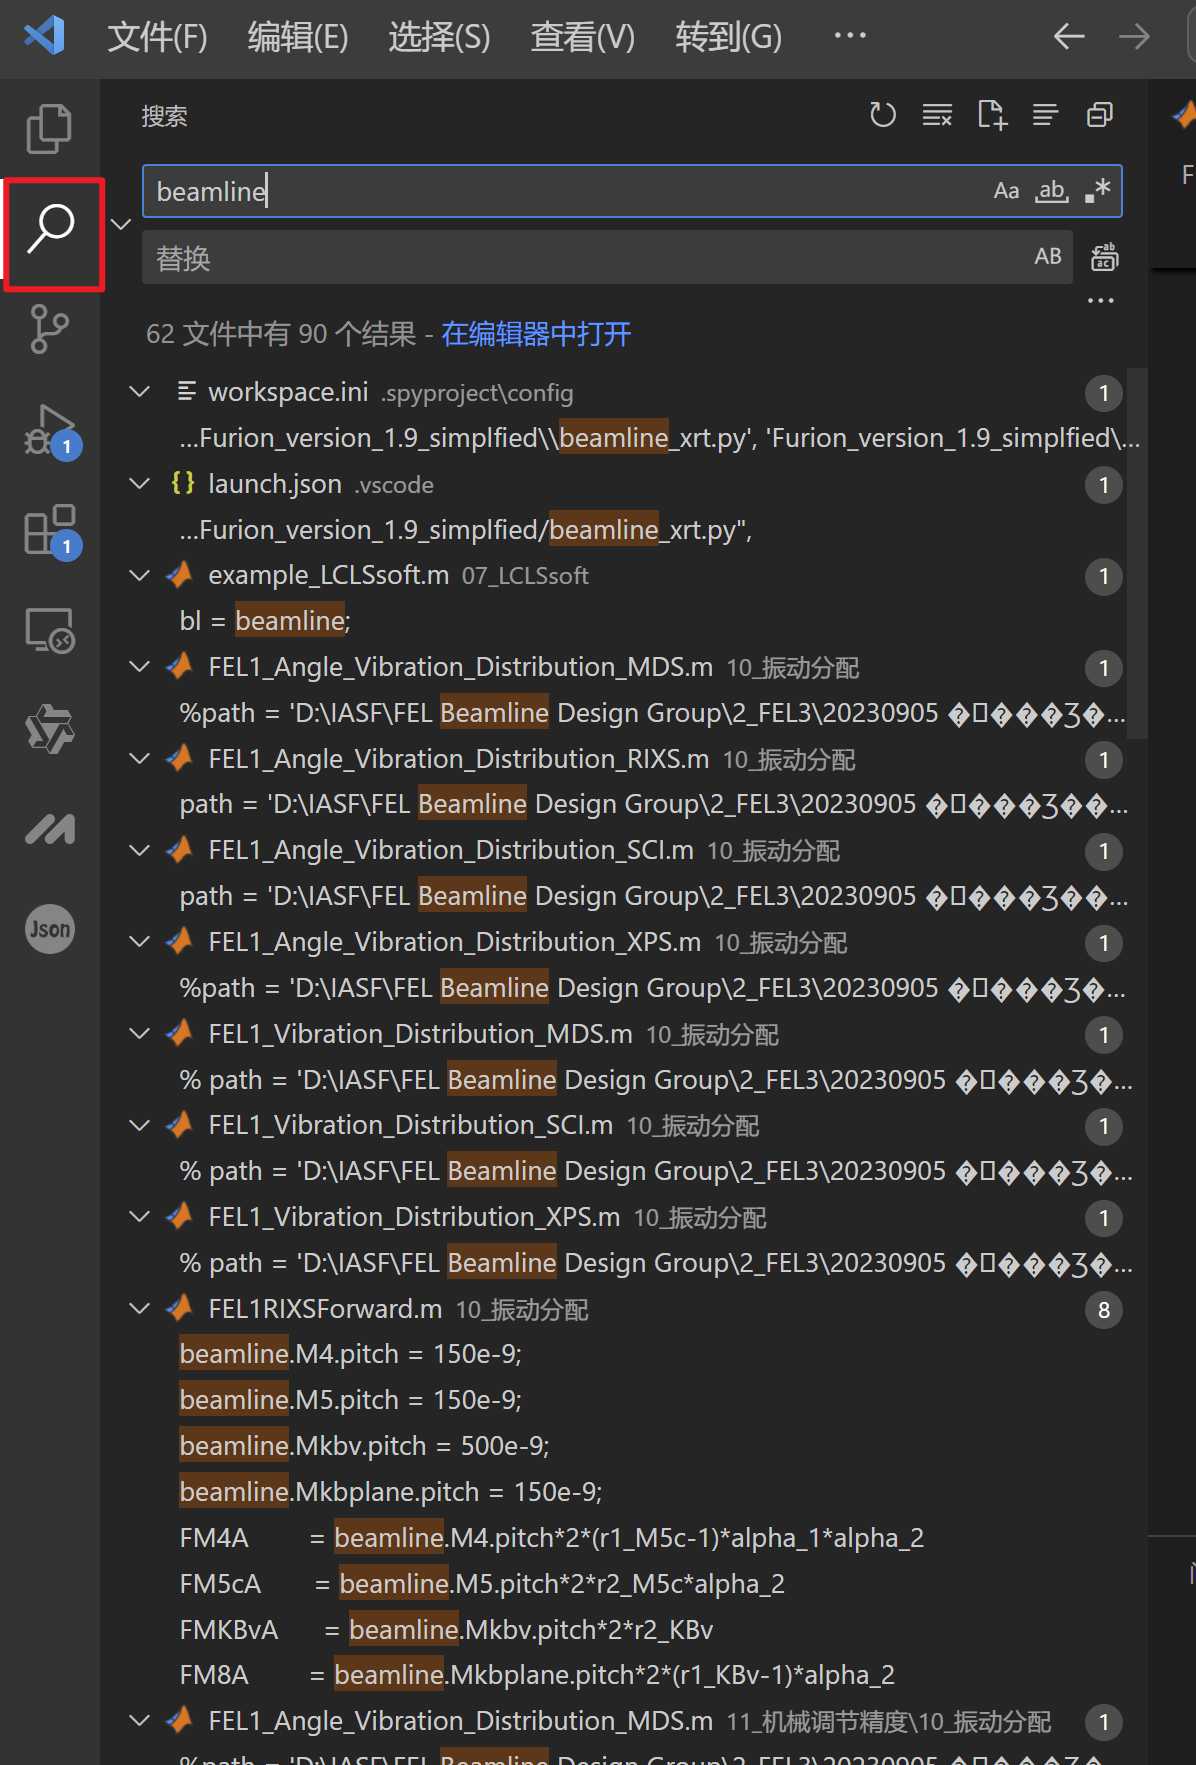 文件(F) 编辑(E) 选择(S) 查看(V) 转到(G) ···
搜索
beamline Aa ab .*
替换 AB
···
62 文件中有 90 个结果 - 在编辑器中打开
workspace.ini .spyproject\config 1
...Furion_version_1.9_simplfied\\beamline_xrt.py', 'Furion_version_1.9_simplfied\...
{} launch.json .vscode 1
...Furion_version_1.9_simplfied/beamline_xrt.py",
example_LCLSsoft.m 07_LCLSsoft 1
bl = beamline;
FEL1_Angle_Vibration_Distribution_MDS.m 10_振动分配 1
%path = 'D:\IASF\FEL Beamline Design Group\2_FEL3\20230905 �▯���Ʒ�...
FEL1_Angle_Vibration_Distribution_RIXS.m 10_振动分配 1
path = 'D:\IASF\FEL Beamline Design Group\2_FEL3\20230905 �▯���Ʒ��...
FEL1_Angle_Vibration_Distribution_SCI.m 10_振动分配 1
path = 'D:\IASF\FEL Beamline Design Group\2_FEL3\20230905 �▯���Ʒ��...
FEL1_Angle_Vibration_Distribution_XPS.m 10_振动分配 1
%path = 'D:\IASF\FEL Beamline Design Group\2_FEL3\20230905 �▯���Ʒ�...
FEL1_Vibration_Distribution_MDS.m 10_振动分配 1
% path = 'D:\IASF\FEL Beamline Design Group\2_FEL3\20230905 �▯���Ʒ�...
FEL1_Vibration_Distribution_SCI.m 10_振动分配 1
% path = 'D:\IASF\FEL Beamline Design Group\2_FEL3\20230905 �▯���Ʒ�...
FEL1_Vibration_Distribution_XPS.m 10_振动分配 1
% path = 'D:\IASF\FEL Beamline Design Group\2_FEL3\20230905 �▯���Ʒ�...
FEL1RIXSForward.m 10_振动分配 8
beamline.M4.pitch = 150e-9;
beamline.M5.pitch = 150e-9;
beamline.Mkbv.pitch = 500e-9;
beamline.Mkbplane.pitch = 150e-9;
FM4A = beamline.M4.pitch*2*(r1_M5c-1)*alpha_1*alpha_2
FM5cA = beamline.M5.pitch*2*r2_M5c*alpha_2
FMKBvA = beamline.Mkbv.pitch*2*r2_KBv
FM8A = beamline.Mkbplane.pitch*2*(r1_KBv-1)*alpha_2
FEL1_Angle_Vibration_Distribution_MDS.m 11_机械调节精度\10_振动分配 1
%path = 'D:\IASF\FEL Beamline Design Group\2_FEL3\20230905 �▯���Ʒ�...
1
1
Json
F